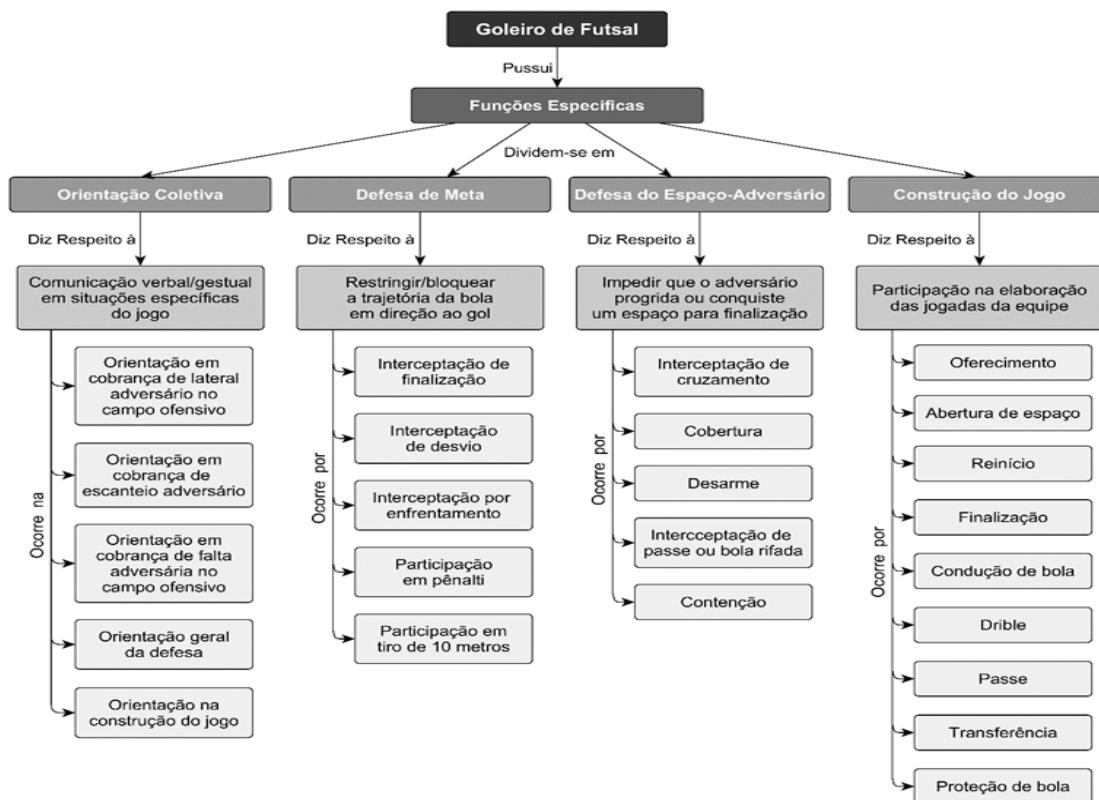 Goleiro de Futsal
Pussui
Funções Específicas
Dividem-se em
Orientação Coletiva
Diz Respeito à
Comunicação verbal/gestual
em situações específicas
do jogo
Ocorre na
Orientação em
cobrança de lateral
adversário no
campo ofensivo
Orientação em
cobrança de
escanteio adversário
Orientação em
cobrança de falta
adversária no
campo ofensivo
Orientação geral
da defesa
Orientação na
construção do jogo
Defesa de Meta
Diz Respeito à
Restringir/bloquear
a trajetória da bola
em direção ao gol
Ocorre por
Interceptação de
finalização
Interceptação
de desvio
Interceptação por
enfrentamento
Participação
em pênalti
Participação em
tiro de 10 metros
Defesa do Espaço-Adversário
Diz Respeito à
Impedir que o adversário
progrida ou conquiste
um espaço para finalização
Ocorre por
Interceptação de
cruzamento
Cobertura
Desarme
Intercceptação de
passe ou bola rifada
Contenção
Construção do Jogo
Diz Respeito à
Participação na elaboração
das jogadas da equipe
Ocorre por
Oferecimento
Abertura de espaço
Reinício
Finalização
Condução de bola
Drible
Passe
Transferência
Proteção de bola